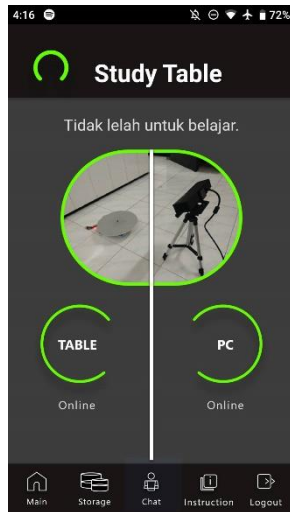 4:16 72%
Study Table
Tidak lelah untuk belajar.
TABLE PC
Online Online
Main Storage Chat Instruction Logout